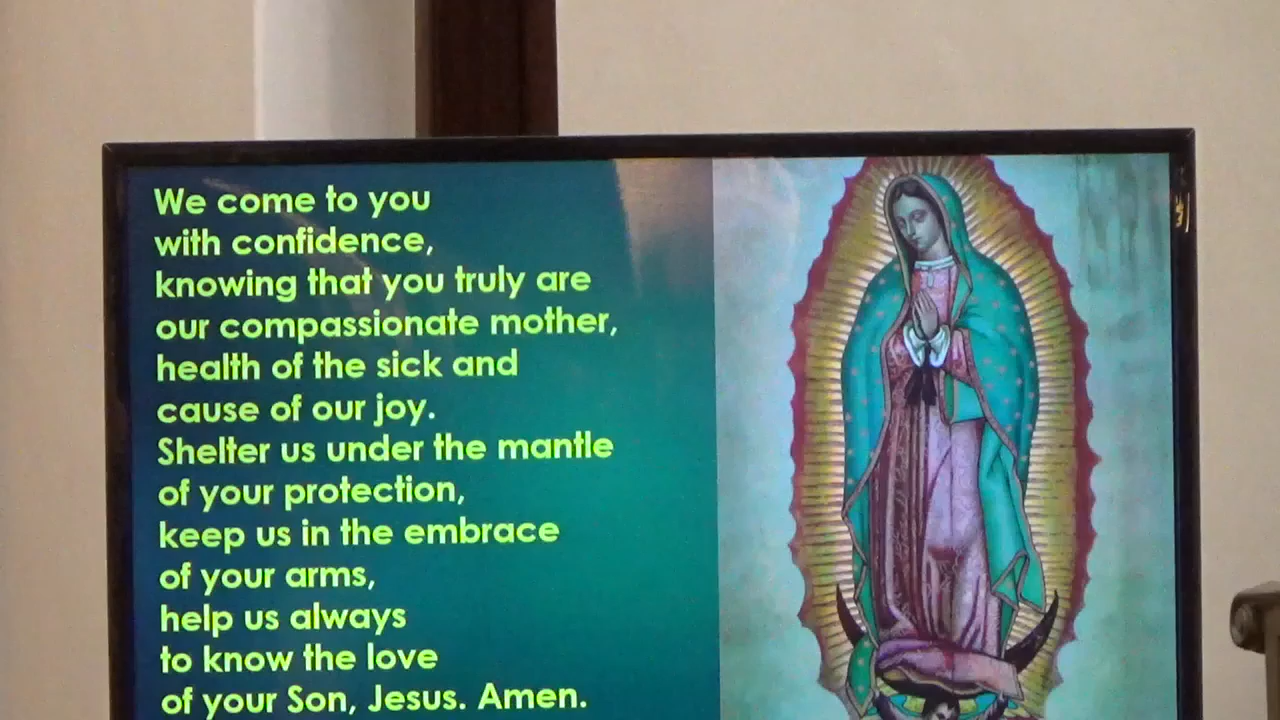 We come to you
with confidence,
knowing that you truly are
our compassionate mother,
health of the sick and
cause of our joy.
Shelter us under the mantle
of your protection,
keep us in the embrace
of your arms,
help us always
to know the love
of your Son, Jesus. Amen.